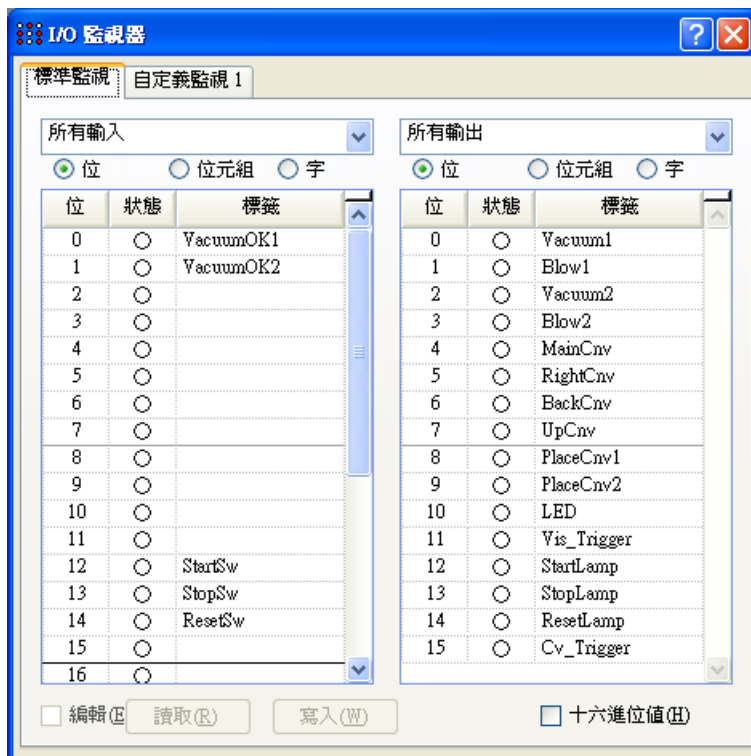 I/O 監視器
標準監視 自定義監視 1
所有輸入
位 位元組 字
位 狀態 標籤
0 VacuumOK1
1 VacuumOK2
2
3
4
5
6
7
8
9
10
11
12 StartSw
13 StopSw
14 ResetSw
15
16
所有輸出
位 位元組 字
位 狀態 標籤
0 Vacuum1
1 Blow1
2 Vacuum2
3 Blow2
4 MainCnv
5 RightCnv
6 BackCnv
7 UpCnv
8 PlaceCnv1
9 PlaceCnv2
10 LED
11 Vis_Trigger
12 StartLamp
13 StopLamp
14 ResetLamp
15 Cv_Trigger
編輯(E 讀取(R) 寫入(W) 十六進位值(H)